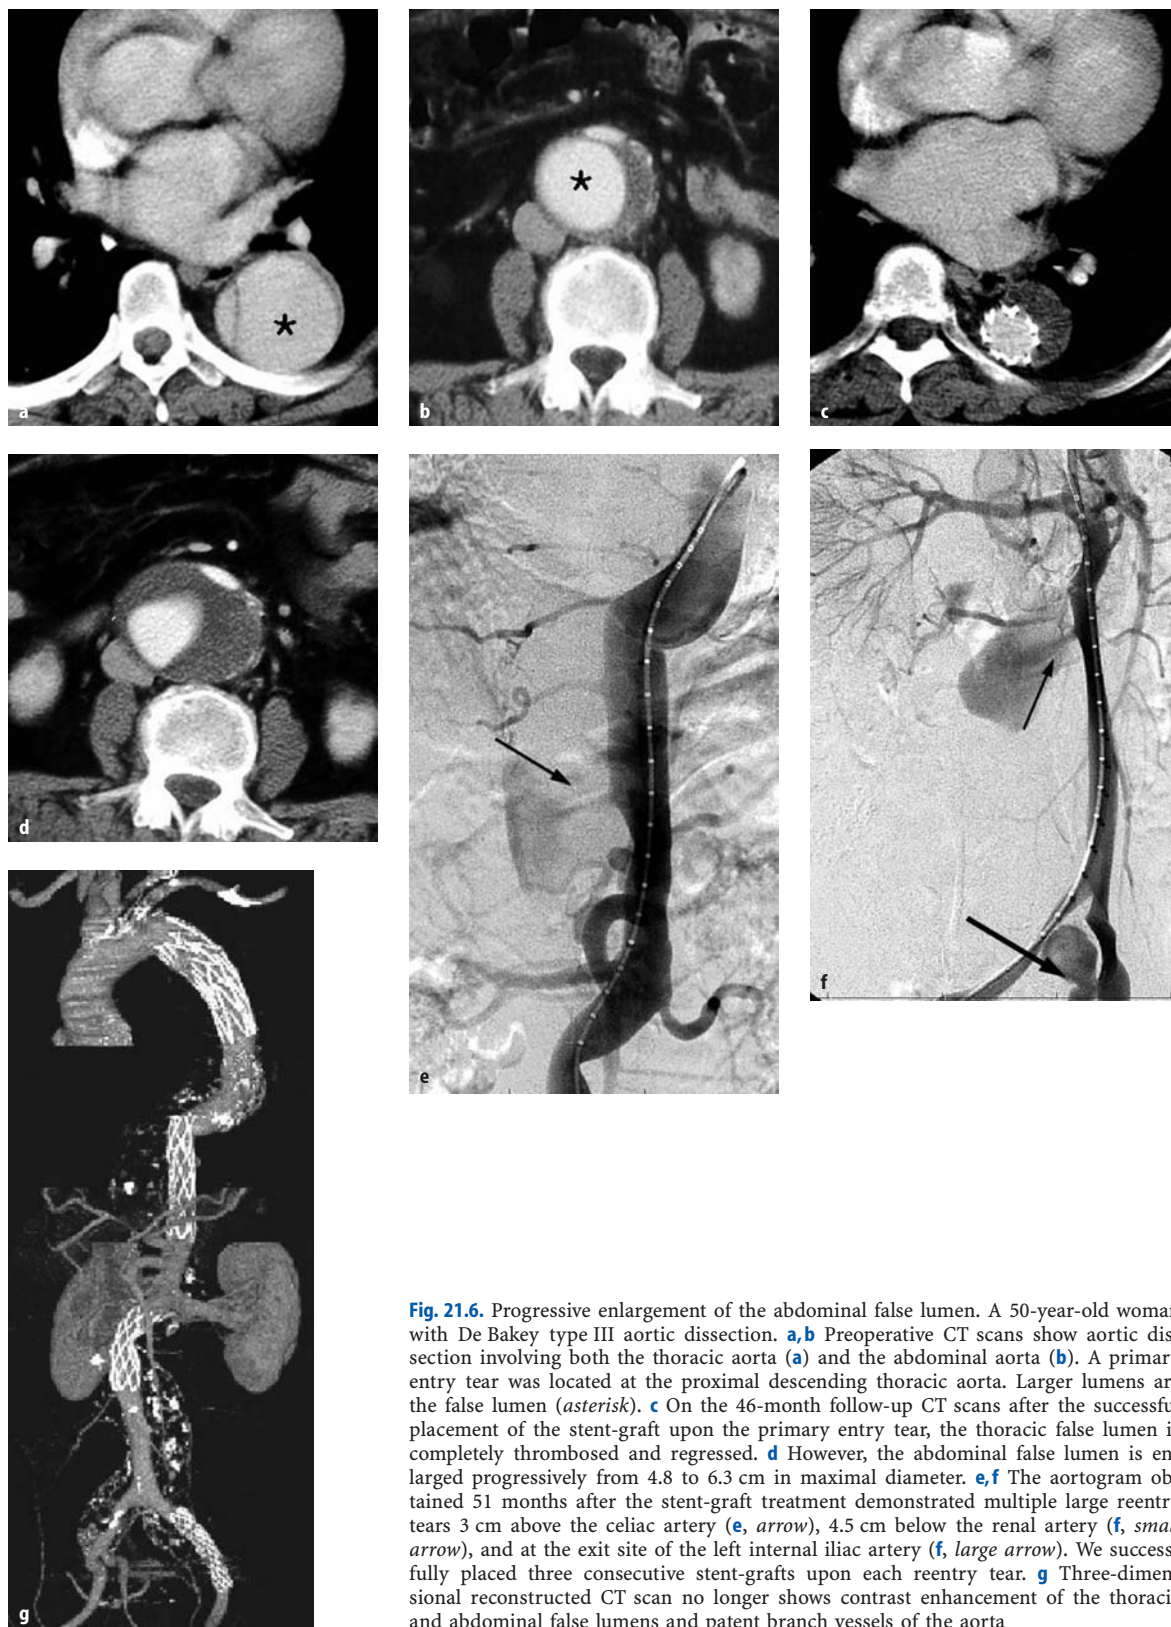 a
b
c
d
e
f
g
Fig. 21.6. Progressive enlargement of the abdominal false lumen. A 50-year-old woman
with De Bakey type III aortic dissection. a, b Preoperative CT scans show aortic dis
section involving both the thoracic aorta (a) and the abdominal aorta (b). A primar
entry tear was located at the proximal descending thoracic aorta. Larger lumens ar
the false lumen (asterisk). c On the 46-month follow-up CT scans after the successfu
placement of the stent-graft upon the primary entry tear, the thoracic false lumen i
completely thrombosed and regressed. d However, the abdominal false lumen is en
larged progressively from 4.8 to 6.3 cm in maximal diameter. e, f The aortogram ob
tained 51 months after the stent-graft treatment demonstrated multiple large reentr
tears 3 cm above the celiac artery (e, arrow), 4.5 cm below the renal artery (f, sma
arrow), and at the exit site of the left internal iliac artery (f, large arrow). We success
fully placed three consecutive stent-grafts upon each reentry tear. g Three-dimen
sional reconstructed CT scan no longer shows contrast enhancement of the thoraci
and abdominal false lumens and patent branch vessels of the aorta